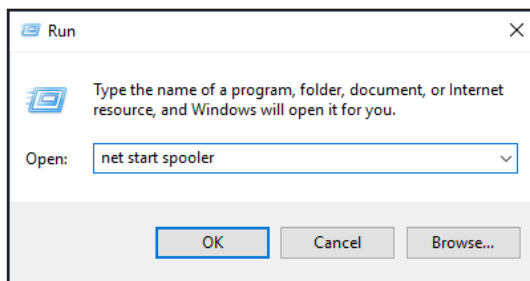 Run
Type the name of a program, folder, document, or Internet
resource, and Windows will open it for you.
Open: net start spooler
OK Cancel Browse...